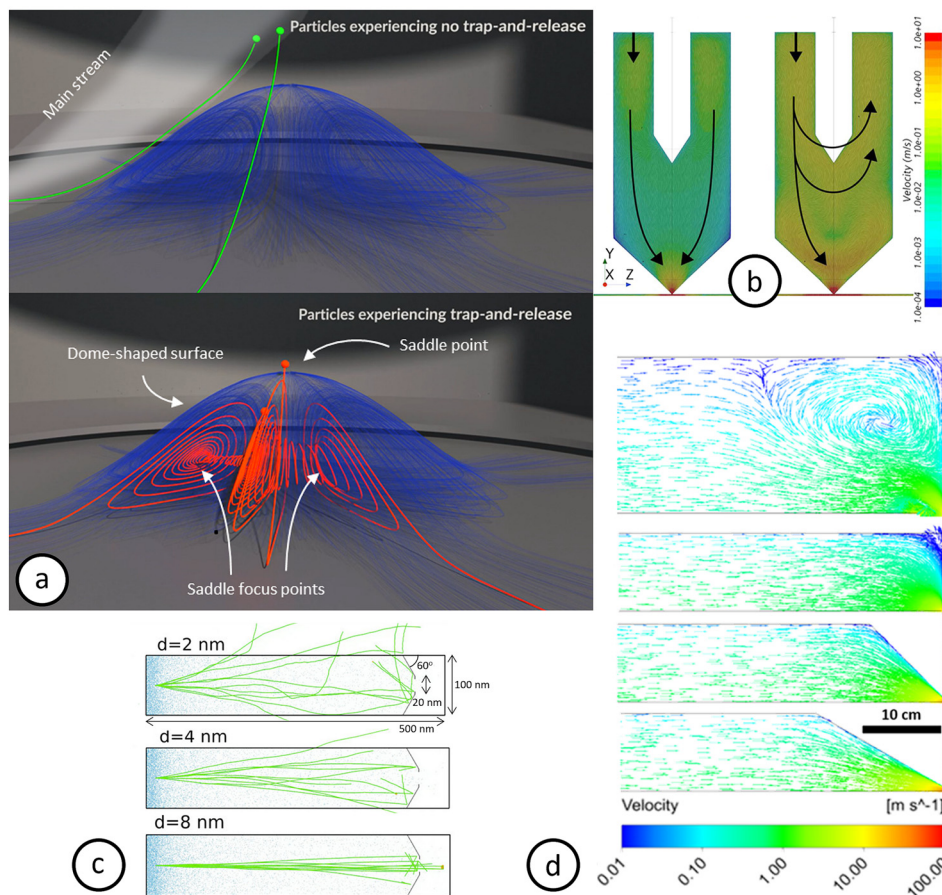 Particles experiencing no trap-and-release
Main stream
Particles experiencing trap-and-release
Dome-shaped surface
Saddle point
Saddle focus points
a
1.0e+01
1.0e+00
1.0e-01
1.0e-02
1.0e-03
1.0e-04
Velocity (m/s)
Y
X
Z
b
d=2 nm
60°
100 nm
20 nm
500 nm
d=4 nm
d=8 nm
c
10 cm
Velocity
[m s^-1]
0.01
0.10
1.00
10.00
100.00
d